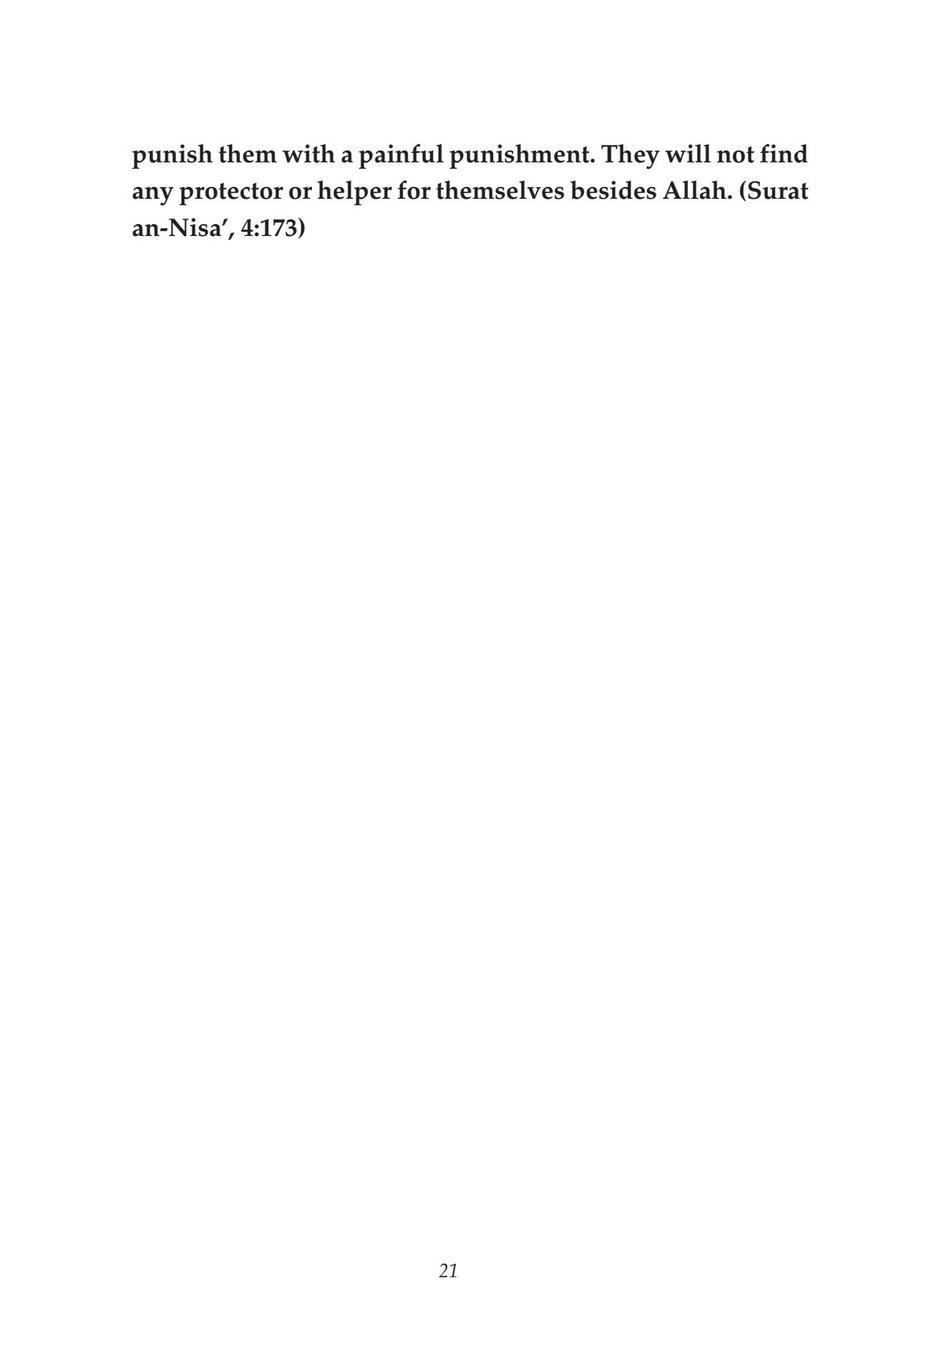 punish them with a painful punishment. They will not find
any protector or helper for themselves besides Allah. (Surat
an-Nisa’, 4:173)
21